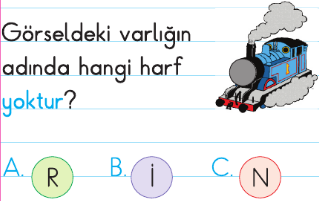 Görseldeki varlığın
adında hangi harf
yoktur?
A. R B. İ C. N